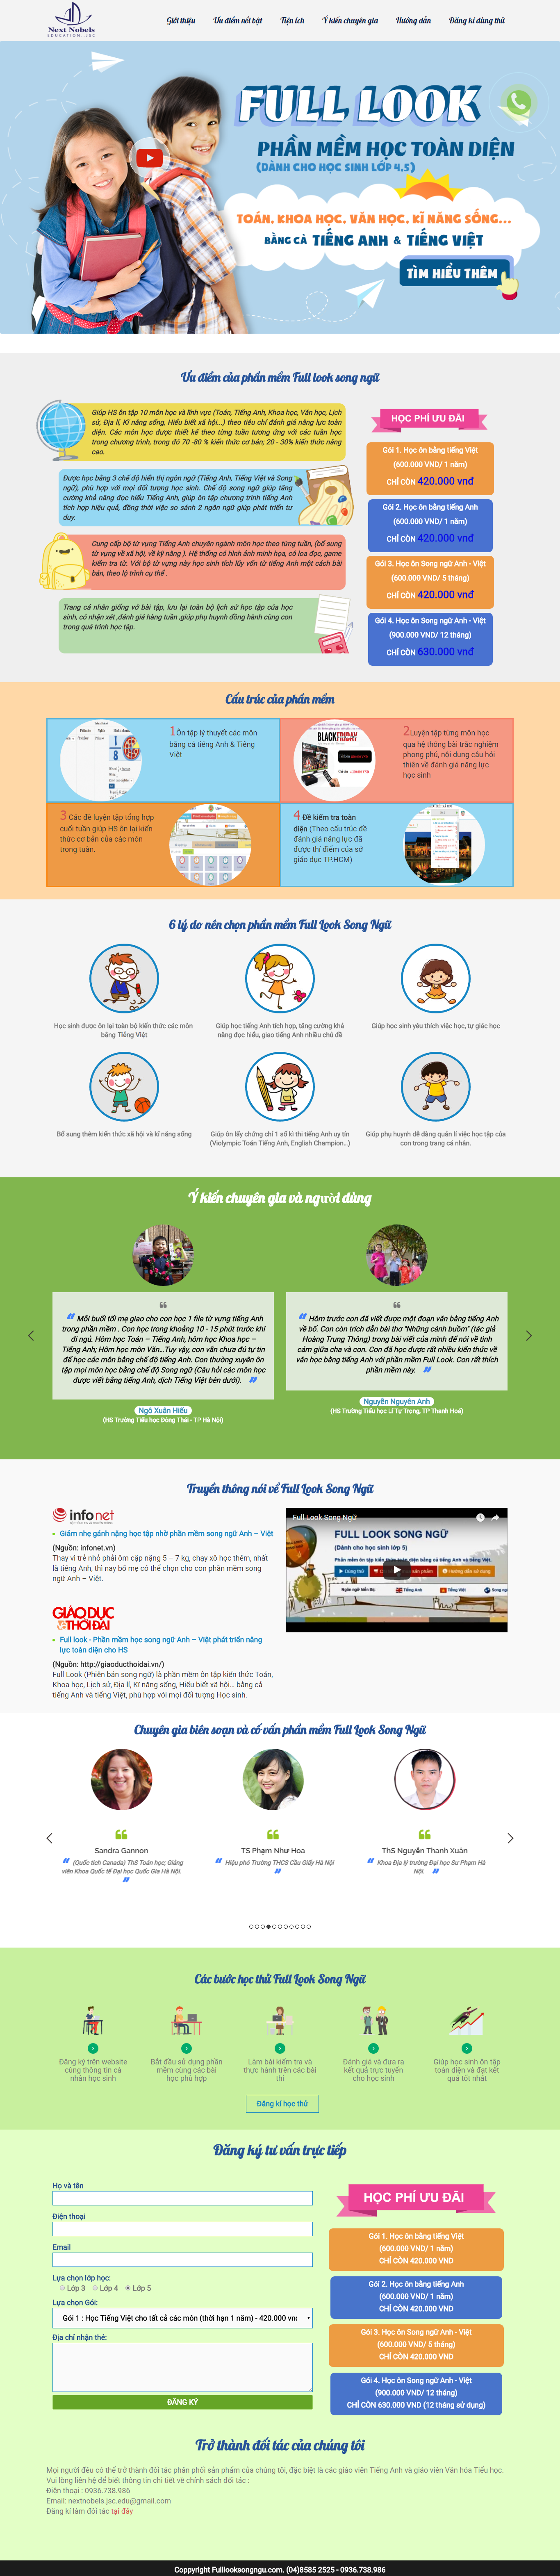 Next Nobels
EDUCATION.,JSC
Giới thiệu Ưu điểm nổi bật Tiện ích Ý kiến chuyên gia Hướng dẫn Đăng kí dùng thử
FULL LOOK
PHẦN MỀM HỌC TOÀN DIỆN
(DÀNH CHO HỌC SINH LỚP 4,5)
TOÁN, KHOA HỌC, VĂN HỌC, KĨ NĂNG SỐNG...
BẰNG CẢ TIẾNG ANH & TIẾNG VIỆT
TÌM HIỂU THÊM
Ưu điểm của phần mềm Full look song ngữ
Giúp HS ôn tập 10 môn học và lĩnh vực (Toán, Tiếng Anh, Khoa học, Văn học, Lịch
sử, Địa lí, Kĩ năng sống, Hiểu biết xã hội...) theo tiêu chí đánh giá năng lực toàn
diện. Các môn học được thiết kế theo từng tuần tương ứng với các tuần học
trong chương trình, trong đó 70 -80 % kiến thức cơ bản; 20 - 30% kiến thức nâng
cao.
Được học bằng 3 chế độ hiển thị ngôn ngữ (Tiếng Anh, Tiếng Việt và Song
ngữ), phù hợp với mọi đối tượng học sinh. Chế độ song ngữ giúp tăng
cường khả năng đọc hiểu Tiếng Anh, giúp ôn tập chương trình tiếng Anh
tích hợp, đồng thời việc đọc so sánh 2 ngôn ngữ giúp phát triển tư
duy.
Cung cấp bộ từ vựng Tiếng Anh chuyên ngành môn học theo từng tuần, (bổ sung
từ vựng về xã hội, về kỹ năng ). Hệ thống có hình ảnh minh họa, có loa đọc, game
kiểm tra từ. Với bộ từ vựng này học sinh tích lũy vốn từ tiếng Anh một cách bài
bản, theo lộ trình cụ thể .
Trang cá nhân giống vở bài tập, lưu lại toàn bộ lịch sử học tập của học
sinh, có nhận xét ,đánh giá hàng tuần ,giúp phụ huynh đồng hành cùng con
trong quá trình học tập.
HỌC PHÍ ƯU ĐÃI
Gói 1. Học ôn bằng tiếng Việt
(600.000 VND/ 1 năm)
CHỈ CÒN 420.000 vnđ
Gói 2. Học ôn bằng tiếng Anh
(600.000 VND/ 1 năm)
CHỈ CÒN 420.000 vnđ
Gói 3. Học ôn Song ngữ Anh - Việt
(600.000 VND/ 5 tháng)
CHỈ CÒN 420.000 vnđ
Gói 4. Học ôn Song ngữ Anh - Việt
(900.000 VND/ 12 tháng)
CHỈ CÒN 630.000 vnđ
Cấu trúc của phần mềm
1 Ôn tập lý thuyết các môn
bằng cả tiếng Anh & Tiếng
Việt
BLACK FRIDAY
2. Luyện tập từng môn học
qua hệ thống bài trắc nghiệm
phong phú, nội dung câu hỏi
thiên về đánh giá năng lực
học sinh
3 Các đề luyện tập tổng hợp
cuối tuần giúp HS ôn lại kiến
thức cơ bản của các môn
trong tuần.
4 Đề kiểm tra toàn
diện (Theo cấu trúc đề
đánh giá năng lực đã
được thí điểm của sở
giáo dục TP.HCM)
6 lý do nên chọn phần mềm Full Look Song Ngữ
Học sinh được ôn lại toàn bộ kiến thức các môn
bằng Tiếng Việt
Giúp học tiếng Anh tích hợp, tăng cường khả
năng đọc hiểu, giao tiếng Anh nhiều chủ đề
Giúp học sinh yêu thích việc học, tự giác học
Bổ sung thêm kiến thức xã hội và kĩ năng sống
Giúp ôn lấy chứng chỉ 1 số kì thi tiếng Anh uy tín
(Violympic Toán Tiếng Anh, English Champion...)
Giúp phụ huynh dễ dàng quản lí việc học tập của
con trong trang cá nhân.
Ý kiến chuyên gia và người dùng
Mỗi buổi tối mẹ giao cho con học 1 file từ vựng tiếng Anh
trong phần mềm . Con học trong khoảng 10 - 15 phút trước khi
đi ngủ. Hôm học Toán – Tiếng Anh, hôm học Khoa học –
Tiếng Anh; Hôm học môn Văn...Tuy vậy, con vẫn chưa đủ tự tin
để học các môn bằng chế độ tiếng Anh. Con thường xuyên ôn
tập mọi môn học bằng chế độ Song ngữ (Câu hỏi các môn học
được viết bằng tiếng Anh, dịch Tiếng Việt bên dưới).
Ngô Xuân Hiếu
(HS Trường Tiểu học Đông Thái - TP Hà Nội)
Hôm trước con đã viết được một đoạn văn bằng tiếng Anh
về bố. Con còn trích dẫn bài thơ "Những cánh buồm" (tác giả
Hoàng Trung Thông) trong bài viết của mình để nói về tình
cảm giữa cha và con. Con đã học được rất nhiều kiến thức về
văn học bằng tiếng Anh với phần mềm Full Look. Con rất thích
phần mềm này.
Nguyễn Nguyên Anh
(HS Trường Tiểu học Lí Tự Trọng, TP Thanh Hoá)
Truyền thông nói về Full Look Song Ngữ
infonet
Giảm nhẹ gánh nặng học tập nhờ phần mềm song ngữ Anh – Việt
(Nguồn: infonet.vn)
Thay vì trẻ nhỏ phải ôm cặp nặng 5 – 7 kg, chạy xô học thêm, nhất
là tiếng Anh, thì nay bố mẹ có thể chọn cho con phần mềm song
ngữ Anh – Việt.
GIÁO DỤC
THỜI ĐẠI
Full look - Phần mềm học song ngữ Anh – Việt phát triển năng
lực toàn diện cho HS
(Nguồn: http://giaoducthoidai.vn/)
Full Look (Phiên bản song ngữ) là phần mềm ôn tập kiến thức Toán,
Khoa học, Lịch sử, Địa lí, Kĩ năng sống, Hiểu biết xã hội... bằng cả
tiếng Anh và tiếng Việt, phù hợp với mọi đối tượng Học sinh.
Full Look Song Ngữ
FULL LOOK SONG NGỮ
(Dành cho học sinh lớp 5)
Chuyên gia biên soạn và cố vấn phần mềm Full Look Song Ngữ
Sandra Gannon
(Quốc tịch Canada) ThS Toán học; Giảng
viên Khoa Quốc tế Đại học Quốc Gia Hà Nội.
TS Phạm Như Hoa
Hiệu phó Trường THCS Cầu Giấy Hà Nội
ThS Nguyễn Thanh Xuân
Khoa Địa lý trường Đại học Sư Phạm Hà
Nội.
Các bước học thử Full Look Song Ngữ
Đăng ký trên website
cùng thông tin cá
nhân học sinh
Bắt đầu sử dụng phần
mềm cùng các bài
học phù hợp
Làm bài kiểm tra và
thực hành trên các bài
thi
Đánh giá và đưa ra
kết quả trực tuyến
cho học sinh
Giúp học sinh ôn tập
toàn diện và đạt kết
quả tốt nhất
Đăng kí học thử
Đăng ký tư vấn trực tiếp
Họ và tên
Điện thoại
Email
Lựa chọn lớp học:
Lớp 3 Lớp 4 Lớp 5
Lựa chọn Gói:
Gói 1 : Học Tiếng Việt cho tất cả các môn (thời hạn 1 năm) - 420.000 vnđ
Địa chỉ nhận thẻ:
ĐĂNG KÝ
HỌC PHÍ ƯU ĐÃI
Gói 1. Học ôn bằng tiếng Việt
(600.000 VND/ 1 năm)
CHỈ CÒN 420.000 VND
Gói 2. Học ôn bằng tiếng Anh
(600.000 VND/ 1 năm)
CHỈ CÒN 420.000 VND
Gói 3. Học ôn Song ngữ Anh - Việt
(600.000 VND/ 5 tháng)
CHỈ CÒN 420.000 VND
Gói 4. Học ôn Song ngữ Anh - Việt
(900.000 VND/ 12 tháng)
CHỈ CÒN 630.000 VND (12 tháng sử dụng)
Trở thành đối tác của chúng tôi
Mọi người đều có thể trở thành đối tác phân phối sản phẩm của chúng tôi, đặc biệt là các giáo viên Tiếng Anh và giáo viên Văn hóa Tiểu học.
Vui lòng liên hệ để biết thông tin chi tiết về chính sách đối tác :
Điện thoại : 0936.738.986
Email: nextnobels.jsc.edu@gmail.com
Đăng kí làm đối tác tại đây
Coppyright Fulllooksongngu.com. (04)8585 2525 - 0936.738.986